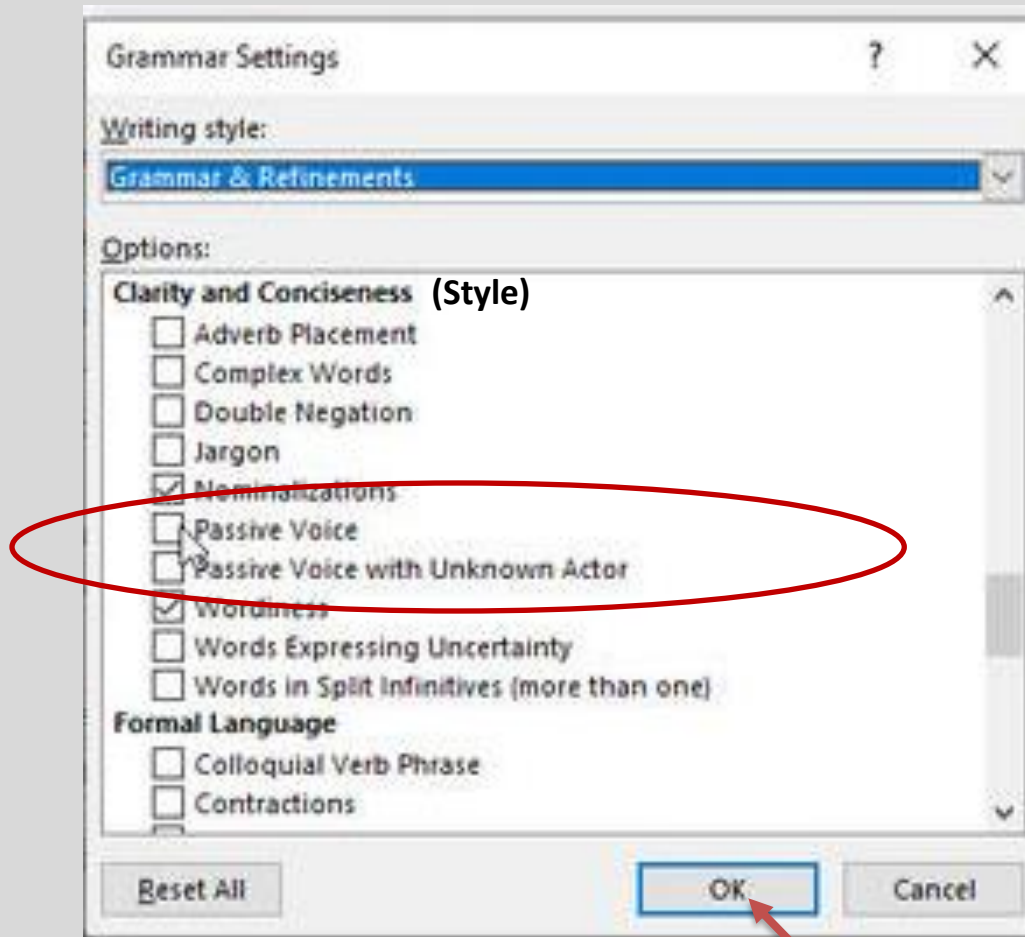 Grammar Settings
?
Writing style:
Grammar & Refinements
Options:
Clarity and Conciseness (Style)
Adverb Placement
Complex Words
Double Negation
Jargon
Nominalizations
Passive Voice
Passive Voice with Unknown Actor
Wordiness
Words Expressing Uncertainty
Words in Split Infinitives (more than one)
Formal Language
Colloquial Verb Phrase
Contractions
Reset All
OK
Cancel